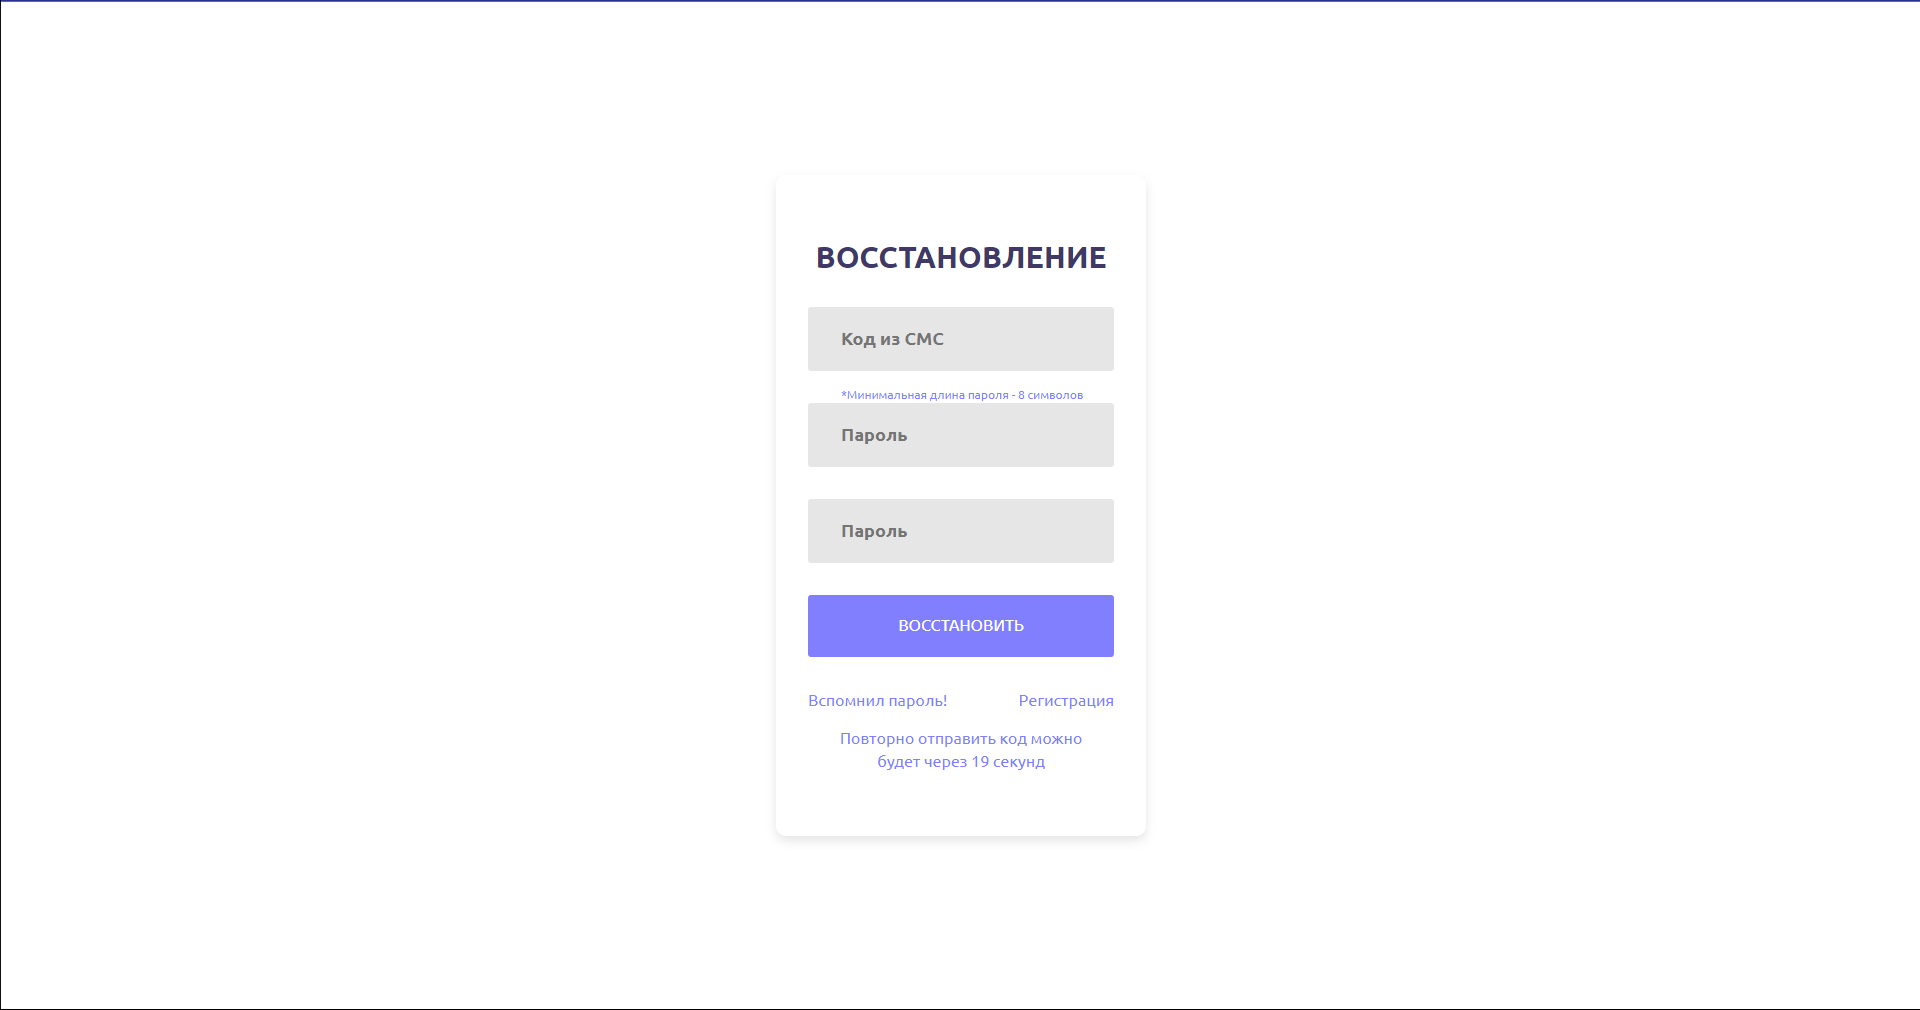 ВОССТАНОВЛЕНИЕ
Код из СМС
*Минимальная длина пароля - 8 символов
Пароль
Пароль
ВОССТАНОВИТЬ
Вспомнил пароль! Регистрация
Повторно отправить код можно
будет через 19 секунд